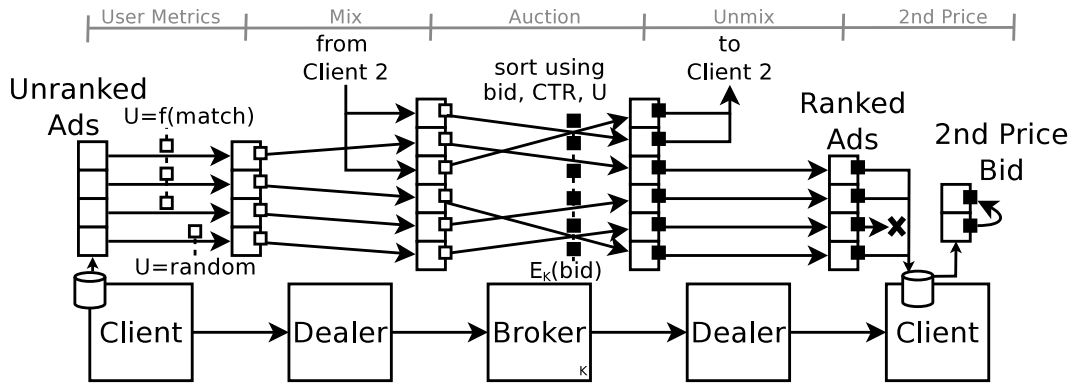 User Metrics
Mix
Auction
Unmix
2nd Price
from
Client 2
to
Client 2
sort using
bid, CTR, U
Unranked
Ads
U=f(match)
Ranked
Ads
2nd Price
Bid
U=random
Eₖ(bid)
Client
Dealer
Broker
K
Dealer
Client